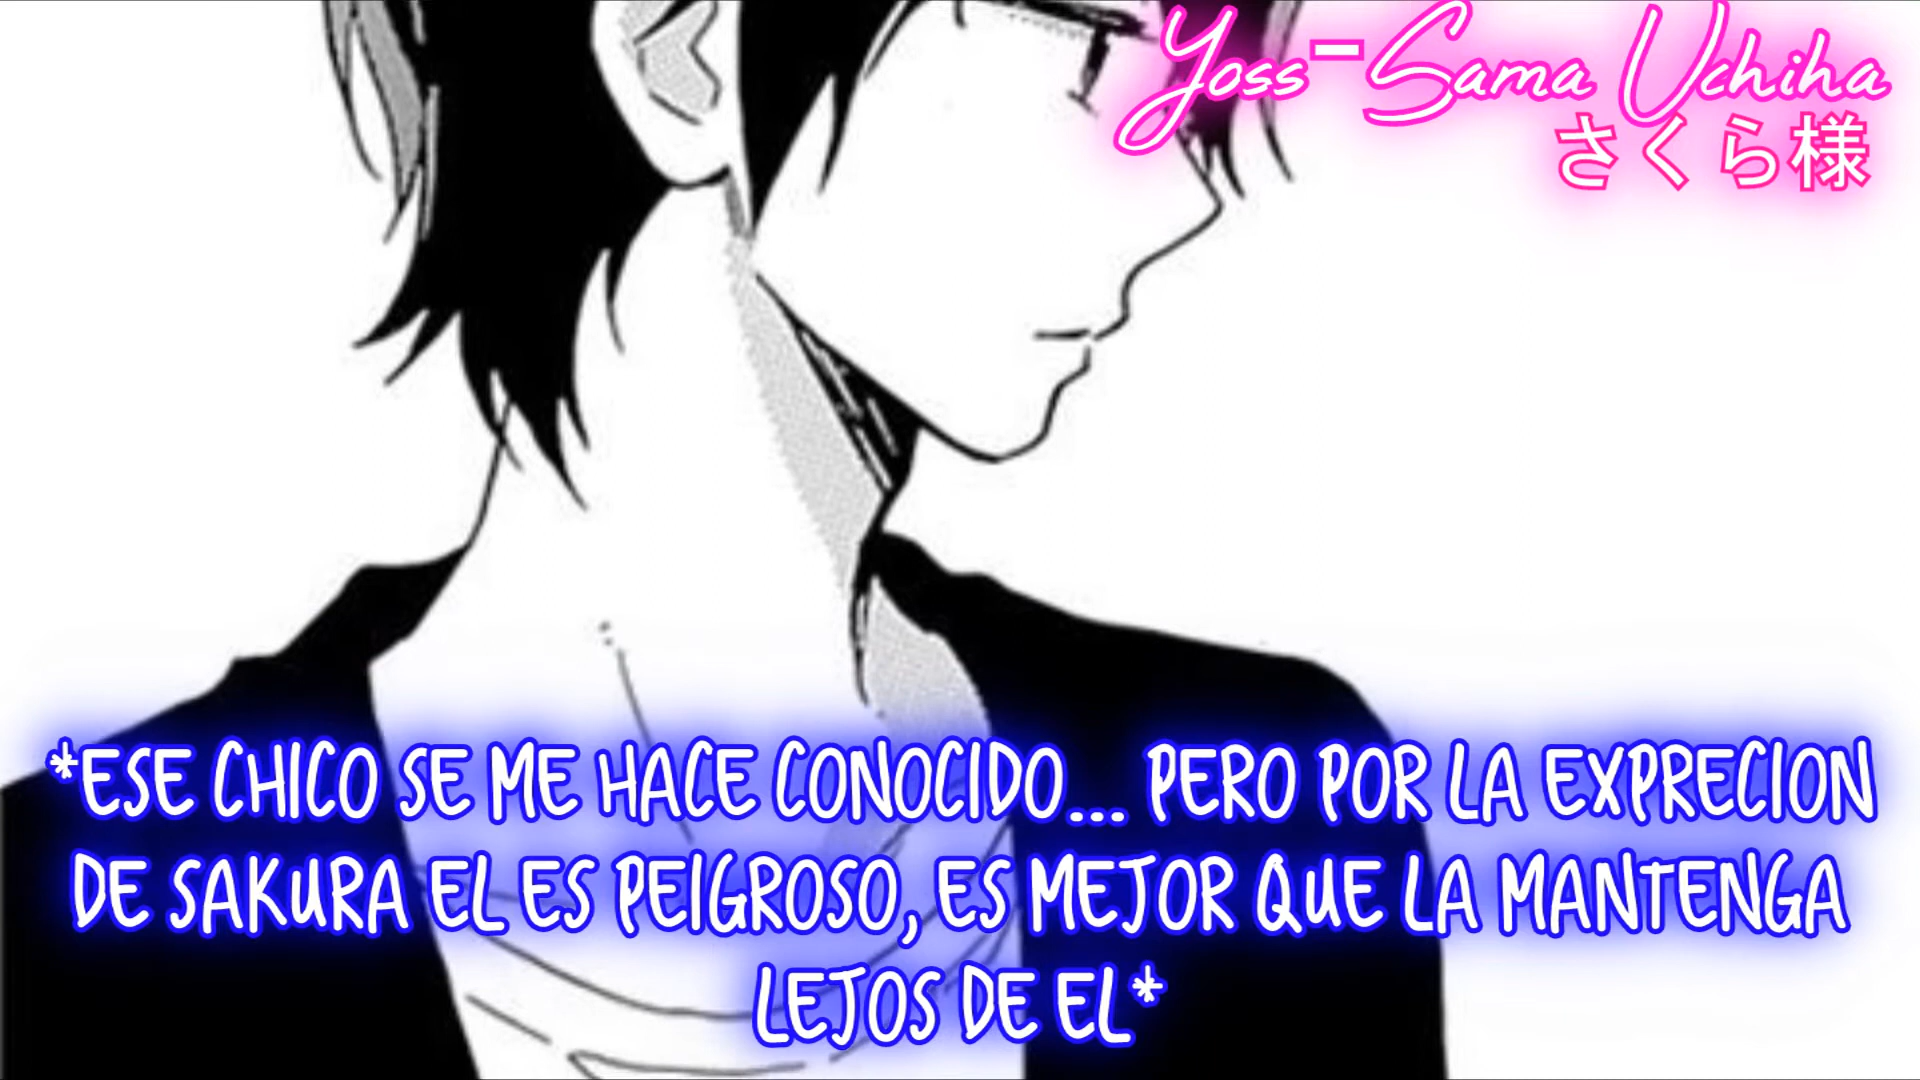 Yoss-Sama Uchiha
さくら様
*ESE CHICO SE ME HACE CONOCIDO... PERO POR LA EXPRECION
DE SAKURA EL ES PEIGROSO, ES MEJOR QUE LA MANTENGA
LEJOS DE EL*